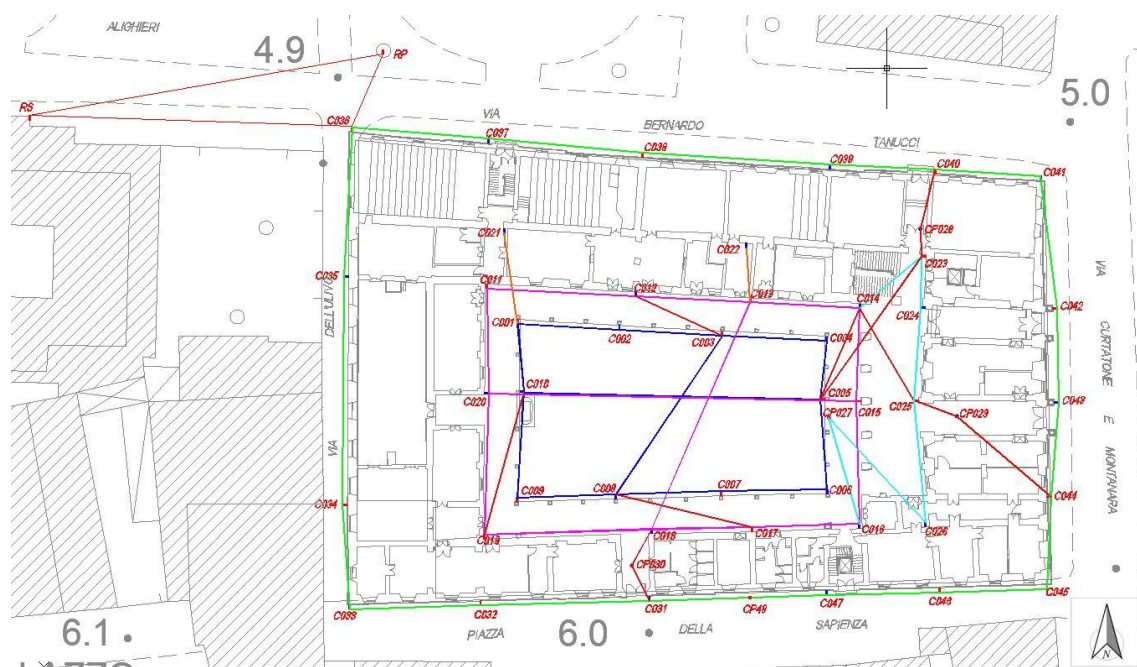 ALIGHIERI
4.9
RP
5.0
RS
C036
VIA
BERNARDO
TANUCCI
C037
C038
C039
C040
C041
C021
C022
CP028
C023
VIA
CURTATONE
E
MONTANARA
C035
DELL'ULIVO
VIA
C011
C012
C013
C014
C024
C042
C001
C002
C003
C004
C010
C020
C005
C015
C025
CP027
CP029
C043
C009
C008
C007
C006
C044
C034
C019
C018
C017
C016
C026
CP030
C033
C032
C031
CP48
C047
C046
C045
6.1
PIAZZA
6.0
DELLA
SAPIENZA
N